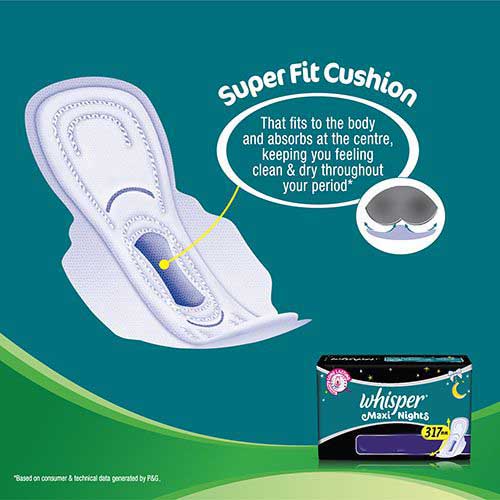 Super Fit Cushion
That fits to the body
and absorbs at the centre,
keeping you feeling
clean & dry throughout
your period*
whisper
Maxi Nights
317mm
*Based on consumer & technical data generated by P&G.